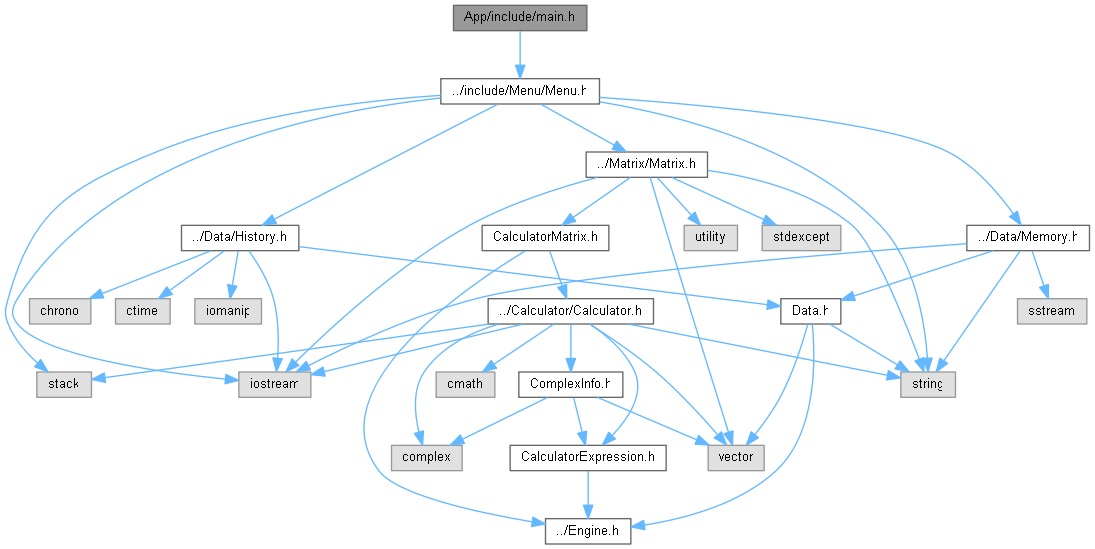 App/include/main.h
../include/Menu/Menu.h
../Matrix/Matrix.h
../Data/History.h
CalculatorMatrix.h
utility
stdexcept
../Data/Memory.h
chrono
ctime
iomanip
../Calculator/Calculator.h
Data.h
sstream
stack
iostream
cmath
ComplexInfo.h
string
complex
CalculatorExpression.h
vector
../Engine.h